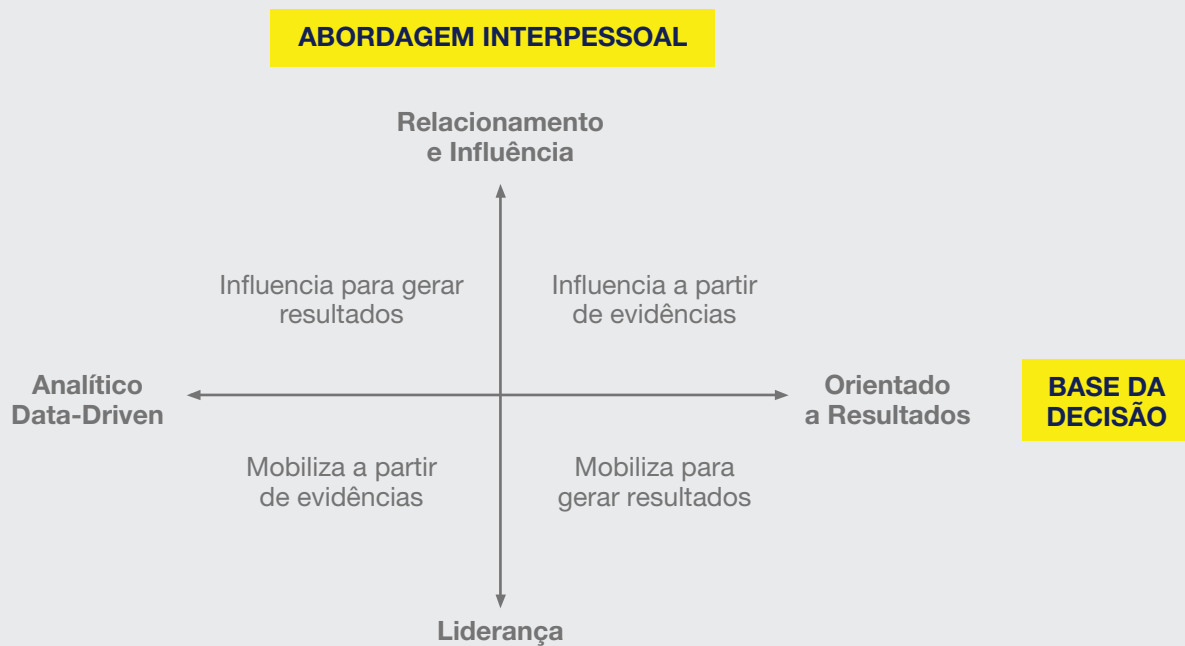 ABORDAGEM INTERPESSOAL
Relacionamento
e Influência
Influencia para gerar
resultados
Influencia a partir
de evidências
Analítico
Data-Driven
Orientado
a Resultados
BASE DA
DECISÃO
Mobiliza a partir
de evidências
Mobiliza para
gerar resultados
Liderança